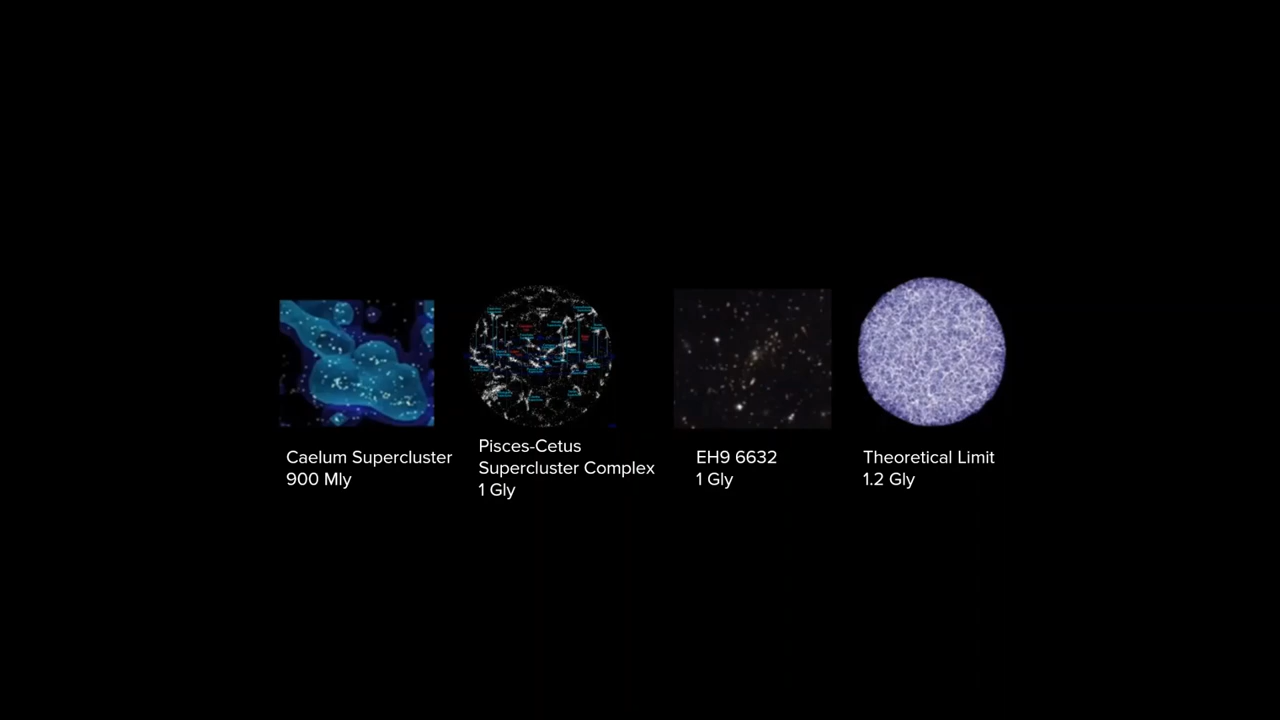 Caelum Supercluster
900 Mly
Pisces-Cetus
Supercluster Complex
1 Gly
EH9 6632
1 Gly
Theoretical Limit
1.2 Gly